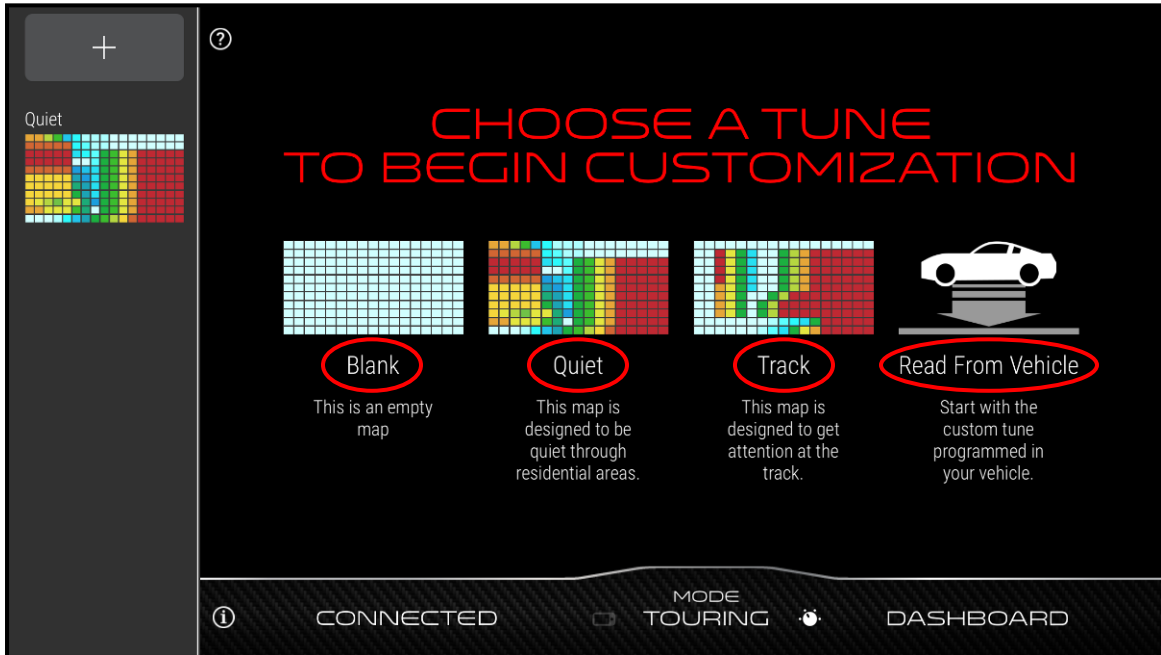 +
Quiet
?
CHOOSE A TUNE
TO BEGIN CUSTOMIZATION
Blank
This is an empty
map
Quiet
This map is
designed to be
quiet through
residential areas.
Track
This map is
designed to get
attention at the
track.
Read From Vehicle
Start with the
custom tune
programmed in
your vehicle.
i
CONNECTED
MODE
TOURING
DASHBOARD